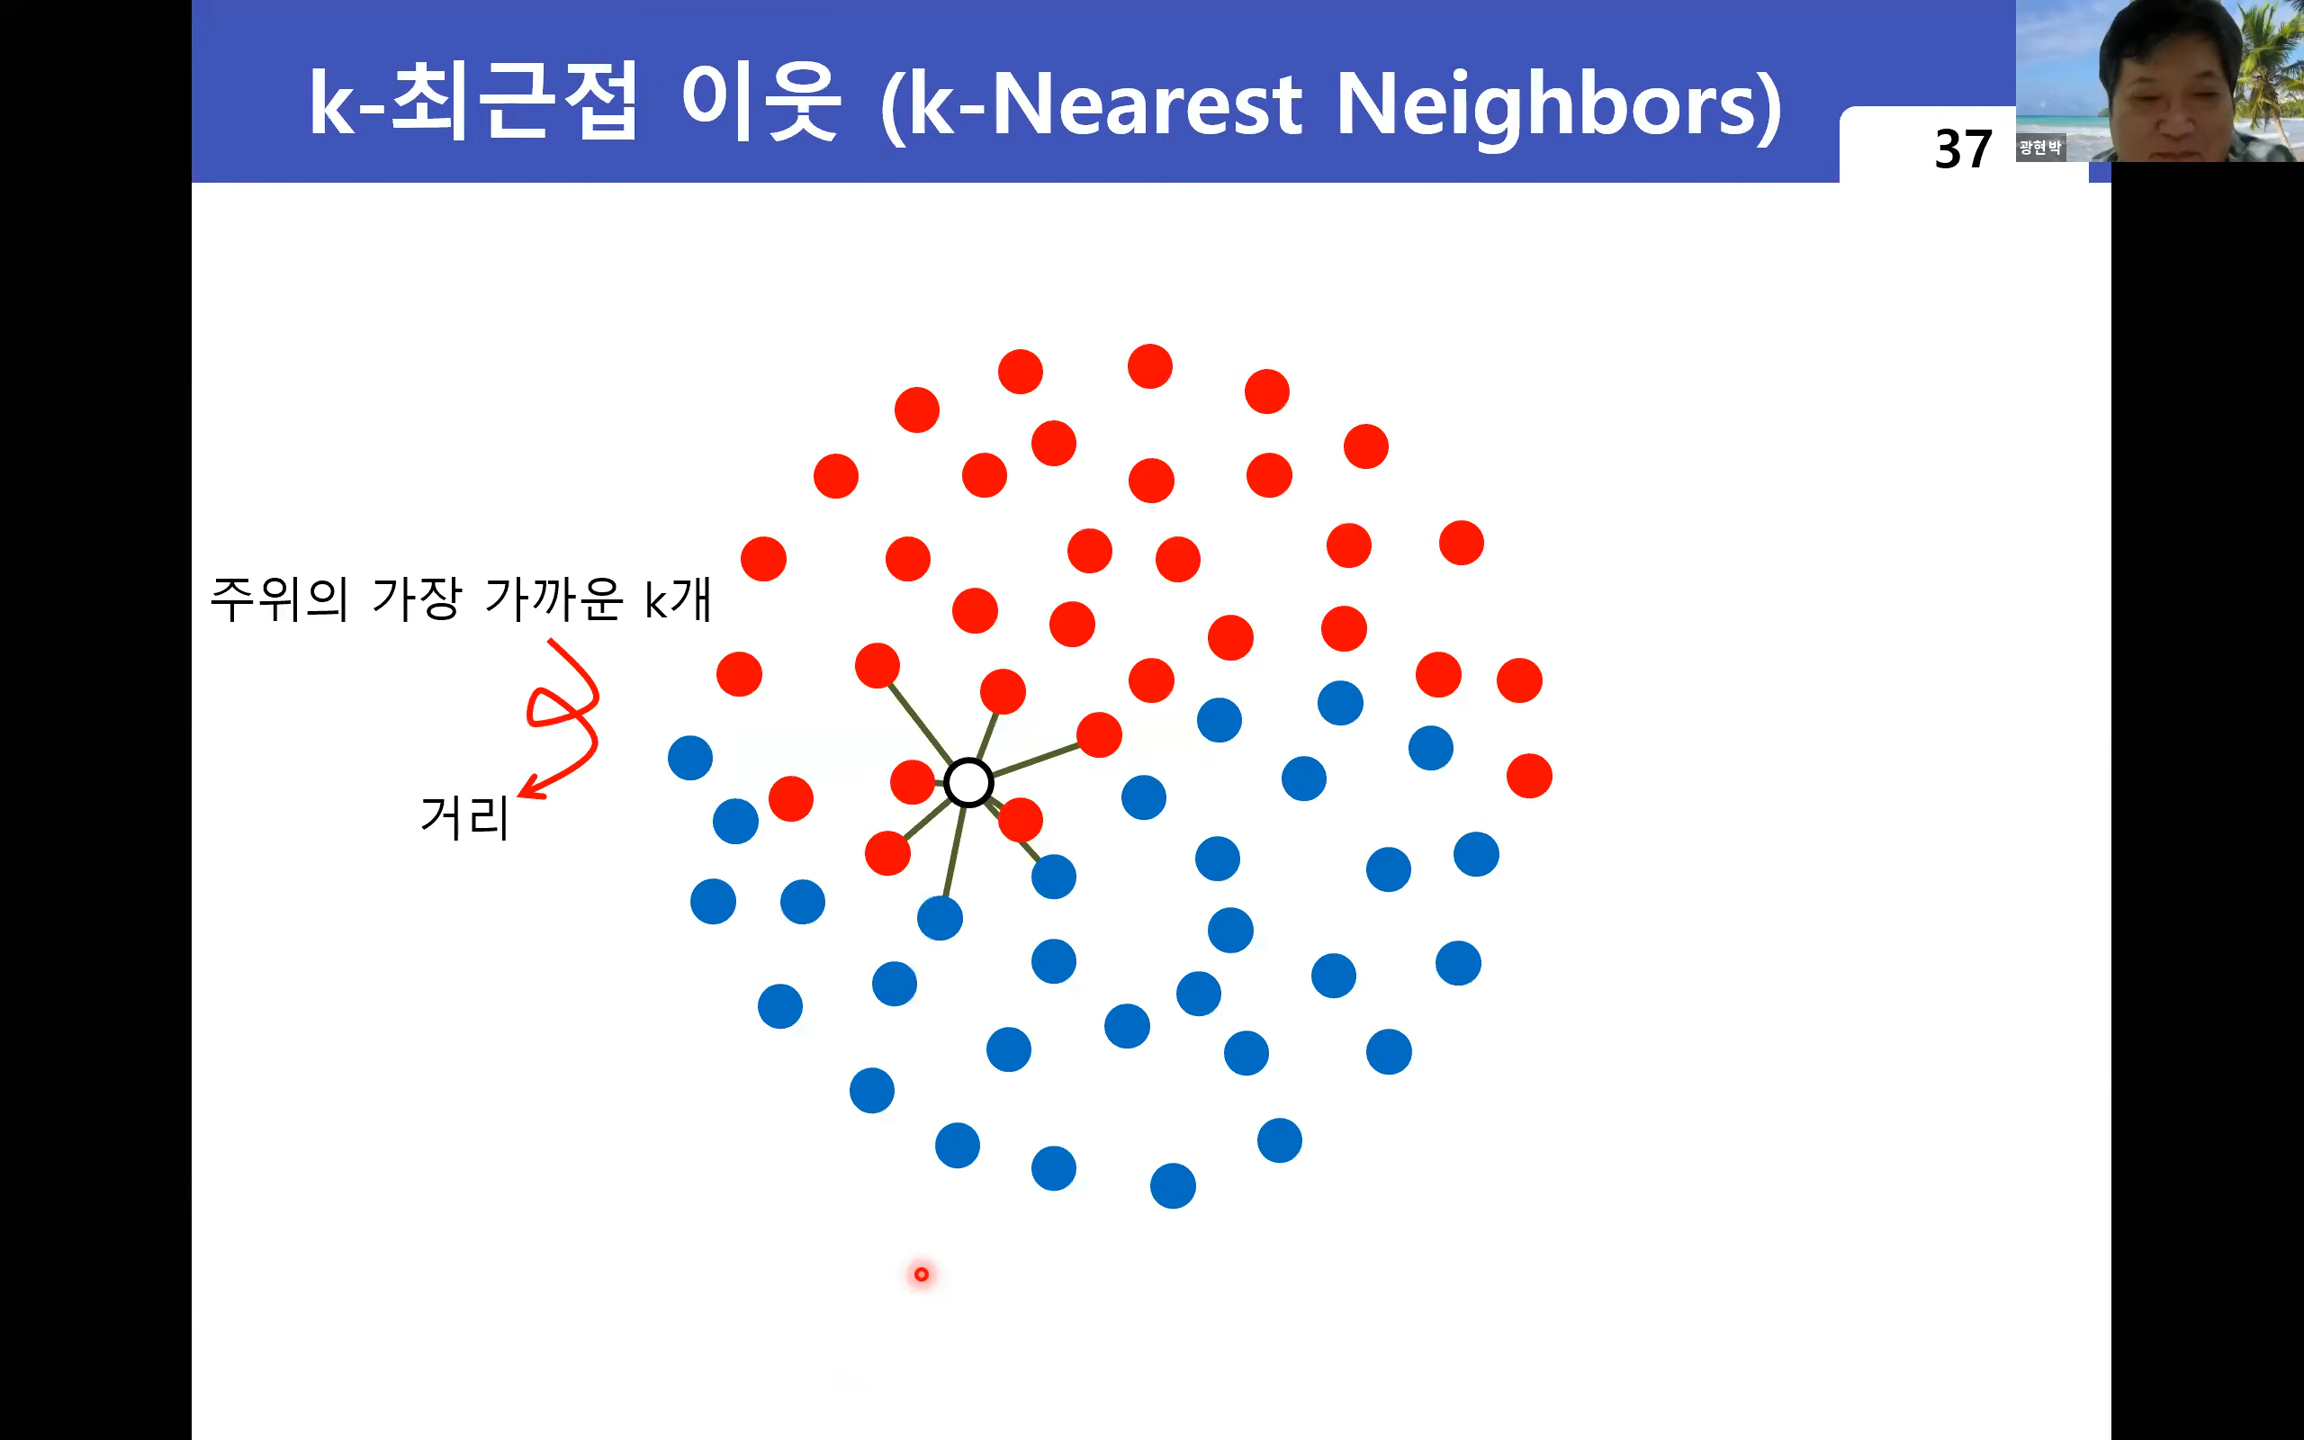 k-최근접 이웃 (k-Nearest Neighbors)
37
광현박
주위의 가장 가까운 k개
거리